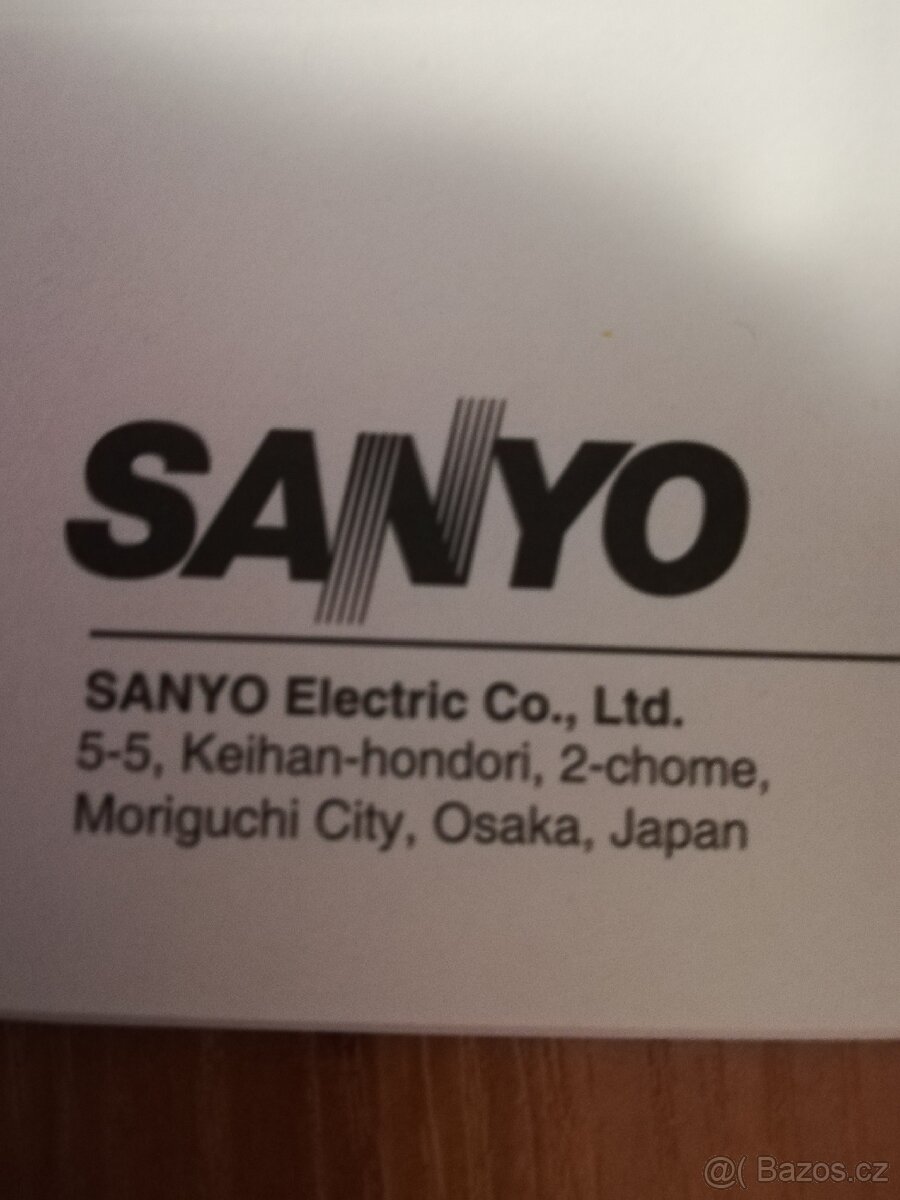 SANYO
SANYO Electric Co., Ltd.
5-5, Keihan-hondori, 2-chome,
Moriguchi City, Osaka, Japan
@( Bazos.cz